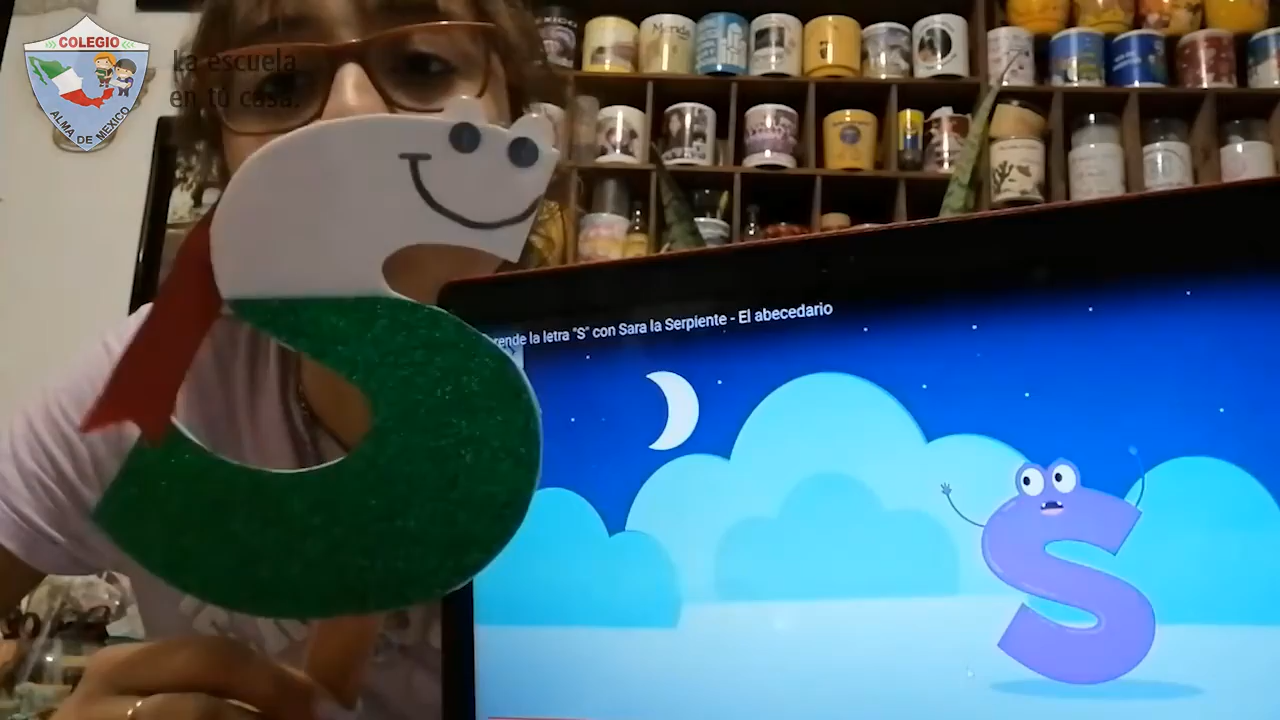 COLEGIO
ALMA DE MEXICO
La escuela
en tu casa.
rende la letra "S" con Sara la Serpiente - El abecedario
S